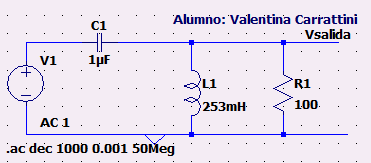 Alumno: Valentina Carrattini
Vsalida
C1
1µF
V1
L1
253mH
R1
100
AC 1
.ac dec 1000 0.001 50Meg